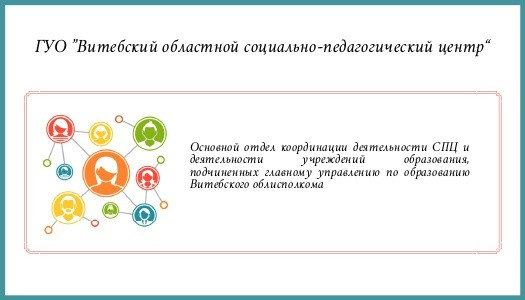 ГУО "Витебский областной социально-педагогический центр"
Основной отдел координации деятельности СПЦ и
деятельности учреждений образования,
подчиненных главному управлению по образованию
Витебского облисполкома